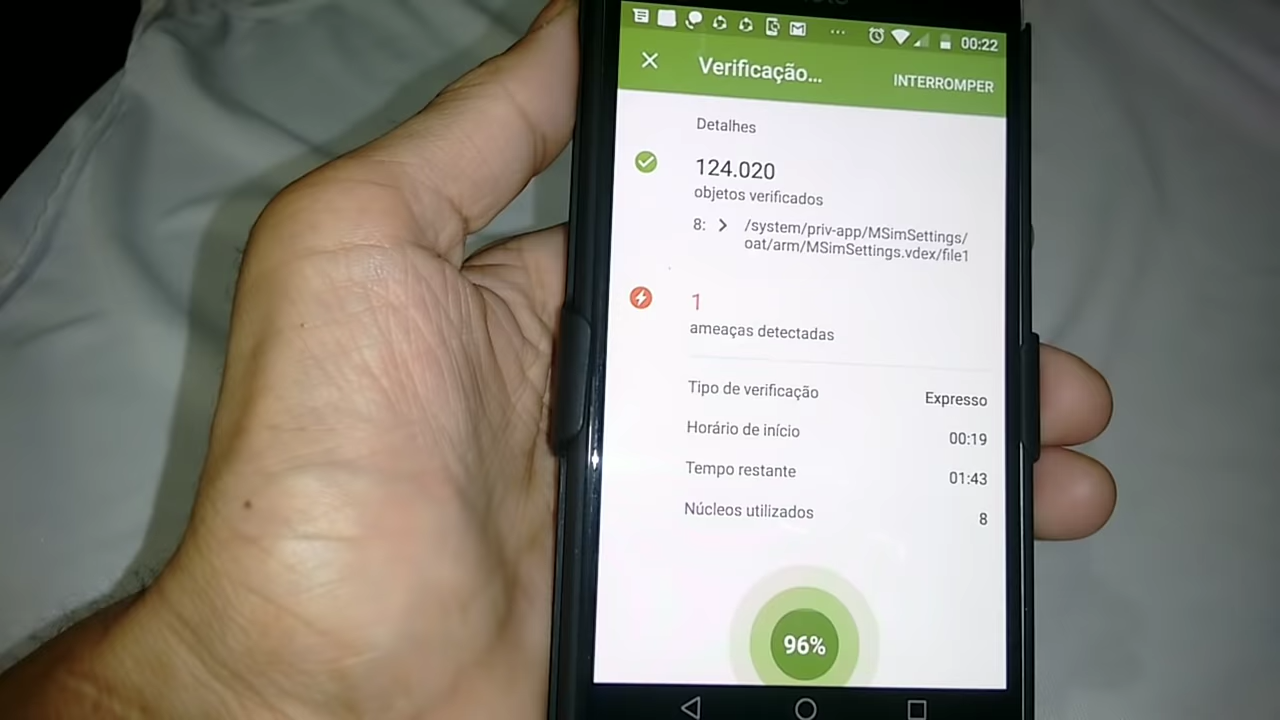 00:22
Verificação...
INTERROMPER
Detalhes
124.020
objetos verificados
8: /system/priv-app/MSimSettings/
oat/arm/MSimSettings.vdex/file1
1
ameaças detectadas
Tipo de verificação Expresso
Horário de início 00:19
Tempo restante 01:43
Núcleos utilizados 8
96%